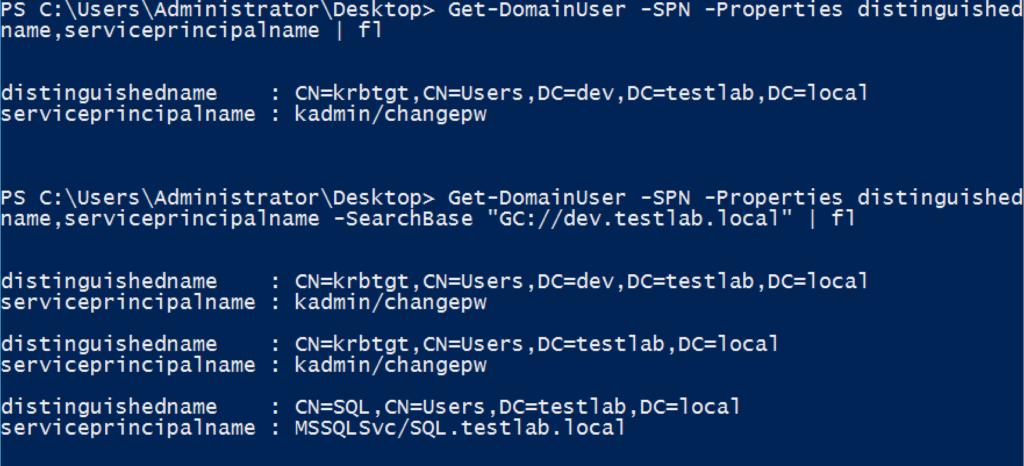 PS C:\Users\Administrator\Desktop> Get-DomainUser -SPN -Properties distinguished
name,serviceprincipalname | fl
distinguishedname    : CN=krbtgt,CN=Users,DC=dev,DC=testlab,DC=local
serviceprincipalname : kadmin/changepw
PS C:\Users\Administrator\Desktop> Get-DomainUser -SPN -Properties distinguished
name,serviceprincipalname -SearchBase "GC://dev.testlab.local" | fl
distinguishedname    : CN=krbtgt,CN=Users,DC=dev,DC=testlab,DC=local
serviceprincipalname : kadmin/changepw
distinguishedname    : CN=krbtgt,CN=Users,DC=testlab,DC=local
serviceprincipalname : kadmin/changepw
distinguishedname    : CN=SQL,CN=Users,DC=testlab,DC=local
serviceprincipalname : MSSQLSvc/SQL.testlab.local